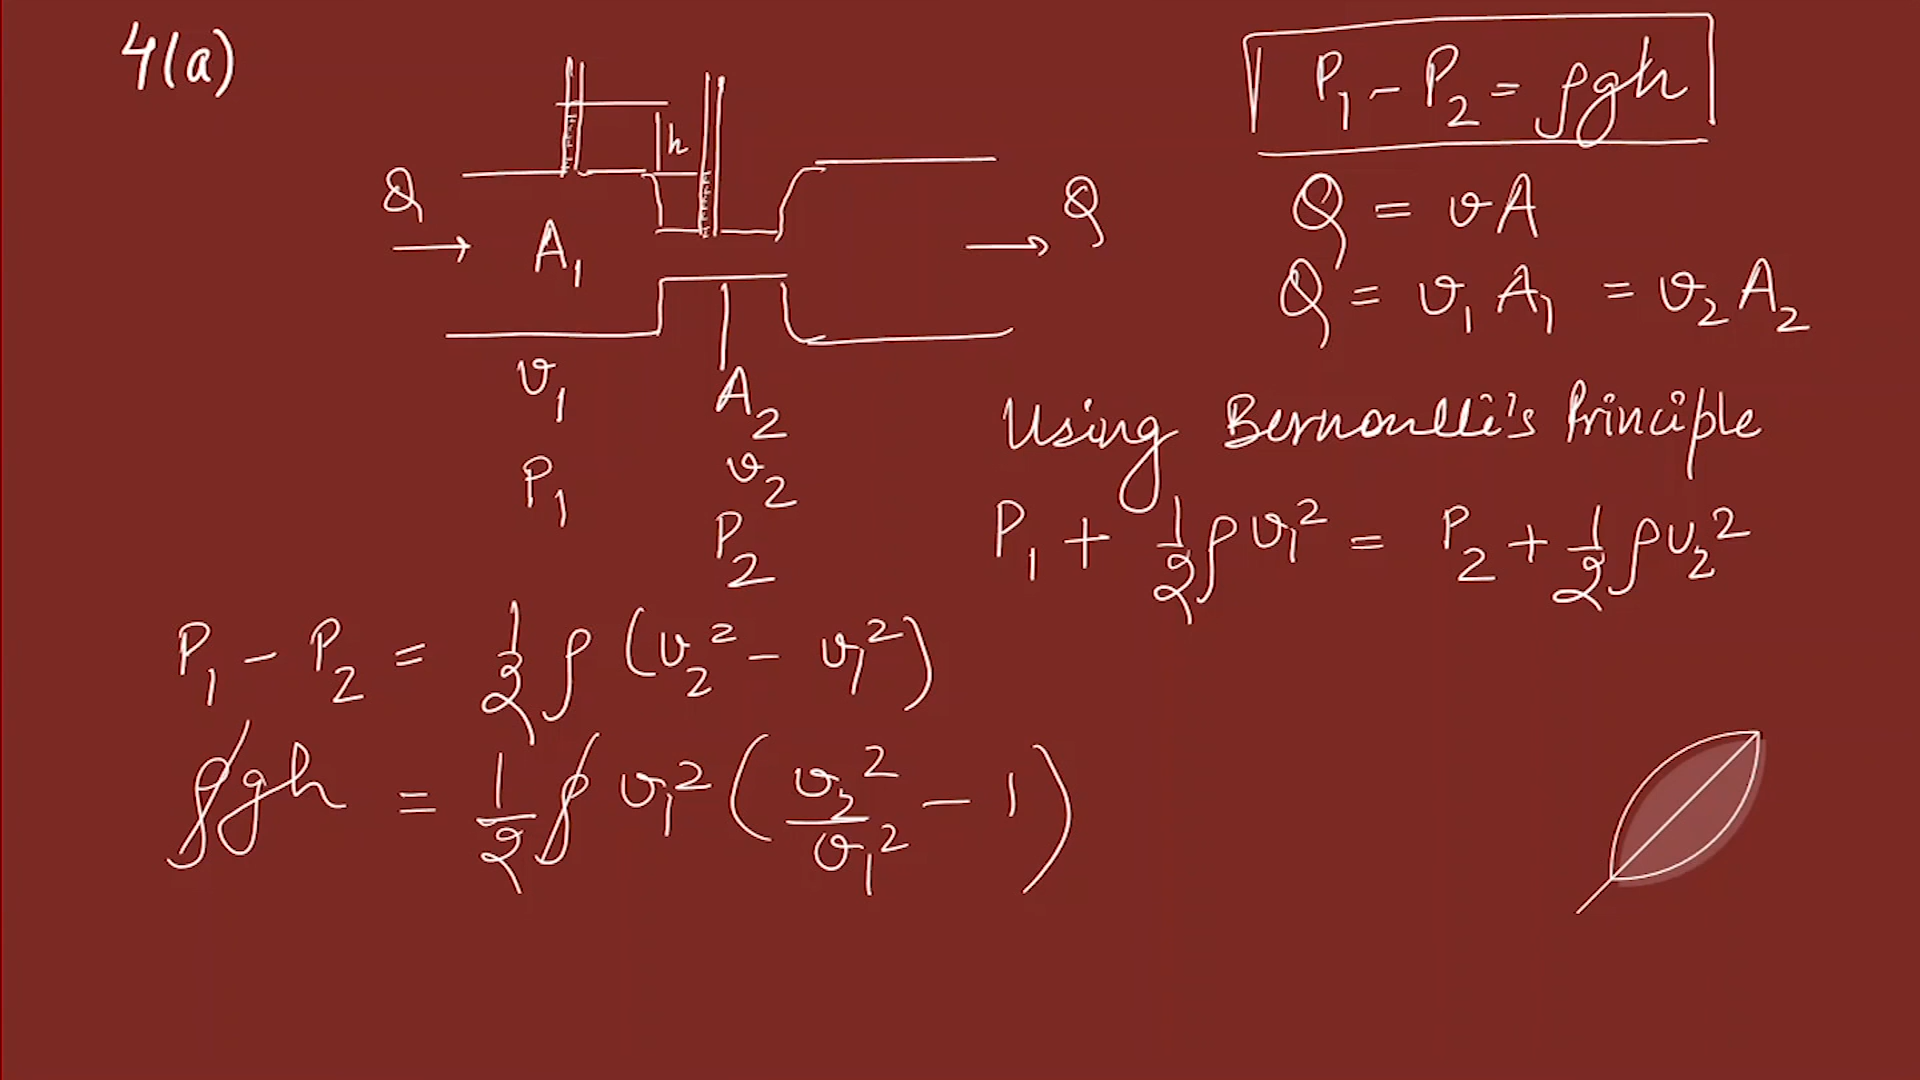 4(a)
P₁ - P₂ = ρgh
h
Q
A₁
Q
Q = vA
Q = v₁ A₁ = v₂ A₂
v₁
A₂
P₁
v₂
P₂
Using Bernoulli's Principle
P₁ + 1/2 ρv₁² = P₂ + 1/2 ρv₂²
P₁ - P₂ = 1/2 ρ (v₂² - v₁²)
ρgh = 1/2 ρ v₁² (v₂²/v₁² - 1)